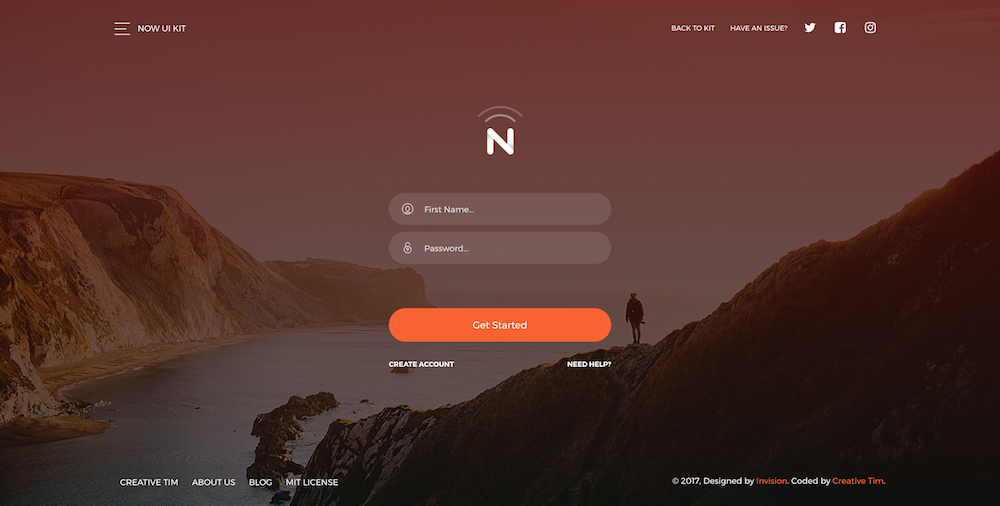 NOW UI KIT
BACK TO KIT
HAVE AN ISSUE?
N
First Name...
Password...
Get Started
CREATE ACCOUNT
NEED HELP?
CREATIVE TIM
ABOUT US
BLOG
MIT LICENSE
© 2017, Designed by Invision. Coded by Creative Tim.